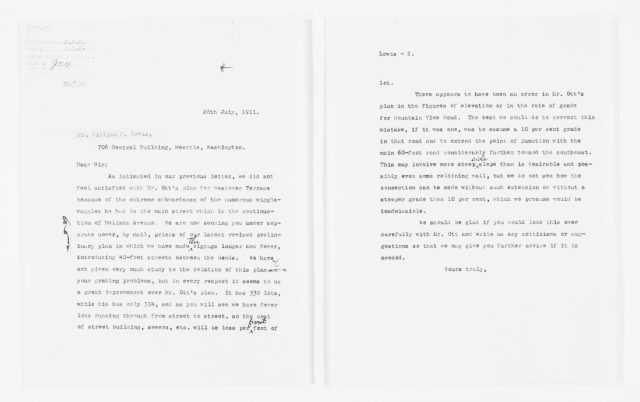 JCO
28th July, 1911.
Mr. William H. Lewis,
706 Central Building, Seattle, Washington.
Dear Sir:
As intimated in our previous letter, we did not
feel satisfied with Mr. Ott's plan for Westover Terrace
because of the extreme awkwardness of the numerous wiggle-
waggles he had in the main street which is the continua-
tion of McKinla Avenue. We are now sending you under sep-
arate cover, by mail, prints of our latest revised prelim-
inary plan in which we have made the zigzags longer and fewer,
introducing 40-foot streets between the bends. We have
not given very much study to the relation of this plan
your grading problems, but in every respect it seems to us
a great improvement over Mr. Ott's plan. It has 330 lots,
while his has only 314, and as you will see we have fewer
lots running through from street to street, so the cost
of street building, sewers, etc. will be less per front foot of
Lewis - 2.
lot.
There appears to have been an error in Mr. Ott's
plan in the figures of elevation or in the rate of grade
for Mountain View Road. The best we could do to correct this
mistake, if it was one, was to assume a 10 per cent grade
in that road and to extend the point of junction with the
main 60-foot road considerably further toward the southeast.
This may involve more steep side slope than is desirable and pos-
sibly even some retaining wall, but we do not see how the
connection can be made without such extension or without a
steeper grade than 10 per cent, which we presume would be
inadmissible.
We should be glad if you would look this over
carefully with Mr. Ott and write us any criticisms or sug-
gestions so that we may give you further advice if it is
needed.
Yours truly,